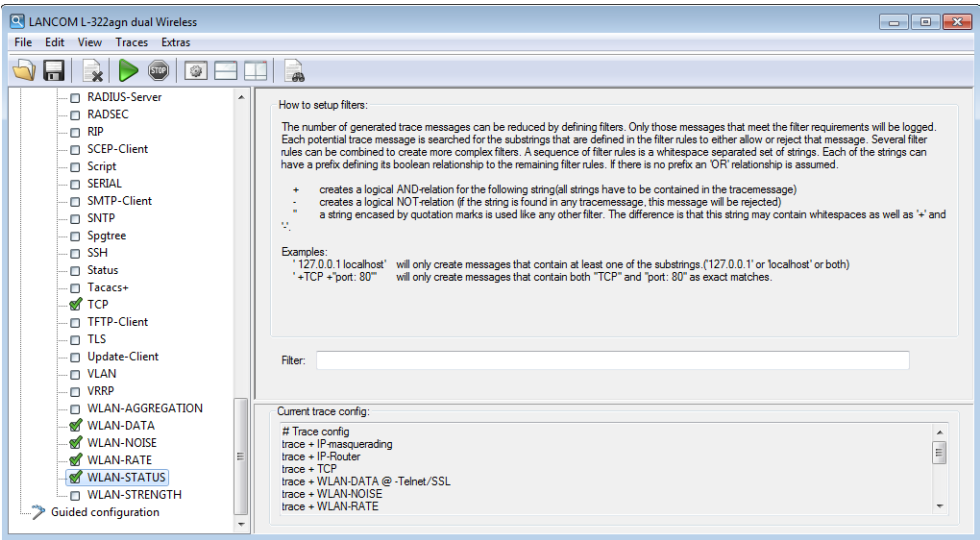 LANCOM L-322agn dual Wireless
File Edit View Traces Extras
STOP
RADIUS-Server
RADSEC
RIP
SCEP-Client
Script
SERIAL
SMTP-Client
SNTP
Spgtree
SSH
Status
Tacacs+
TCP
TFTP-Client
TLS
Update-Client
VLAN
VRRP
WLAN-AGGREGATION
WLAN-DATA
WLAN-NOISE
WLAN-RATE
WLAN-STATUS
WLAN-STRENGTH
Guided configuration
How to setup filters:
The number of generated trace messages can be reduced by defining filters. Only those messages that meet the filter requirements will be logged.
Each potential trace message is searched for the substrings that are defined in the filter rules to either allow or reject that message. Several filter
rules can be combined to create more complex filters. A sequence of filter rules is a whitespace separated set of strings. Each of the strings can
have a prefix defining its boolean relationship to the remaining filter rules. If there is no prefix an 'OR' relationship is assumed.
+ creates a logical AND-relation for the following string(all strings have to be contained in the tracemessage)
- creates a logical NOT-relation (if the string is found in any tracemessage, this message will be rejected)
" a string encased by quotation marks is used like any other filter. The difference is that this string may contain whitespaces as well as '+' and
'-'.
Examples:
' 127.0.0.1 localhost' will only create messages that contain at least one of the substrings.('127.0.0.1' or 'localhost' or both)
' +TCP +"port: 80"' will only create messages that contain both "TCP" and "port: 80" as exact matches.
Filter:
Current trace config:
# Trace config
trace + IP-masquerading
trace + IP-Router
trace + TCP
trace + WLAN-DATA @ -Telnet/SSL
trace + WLAN-NOISE
trace + WLAN-RATE